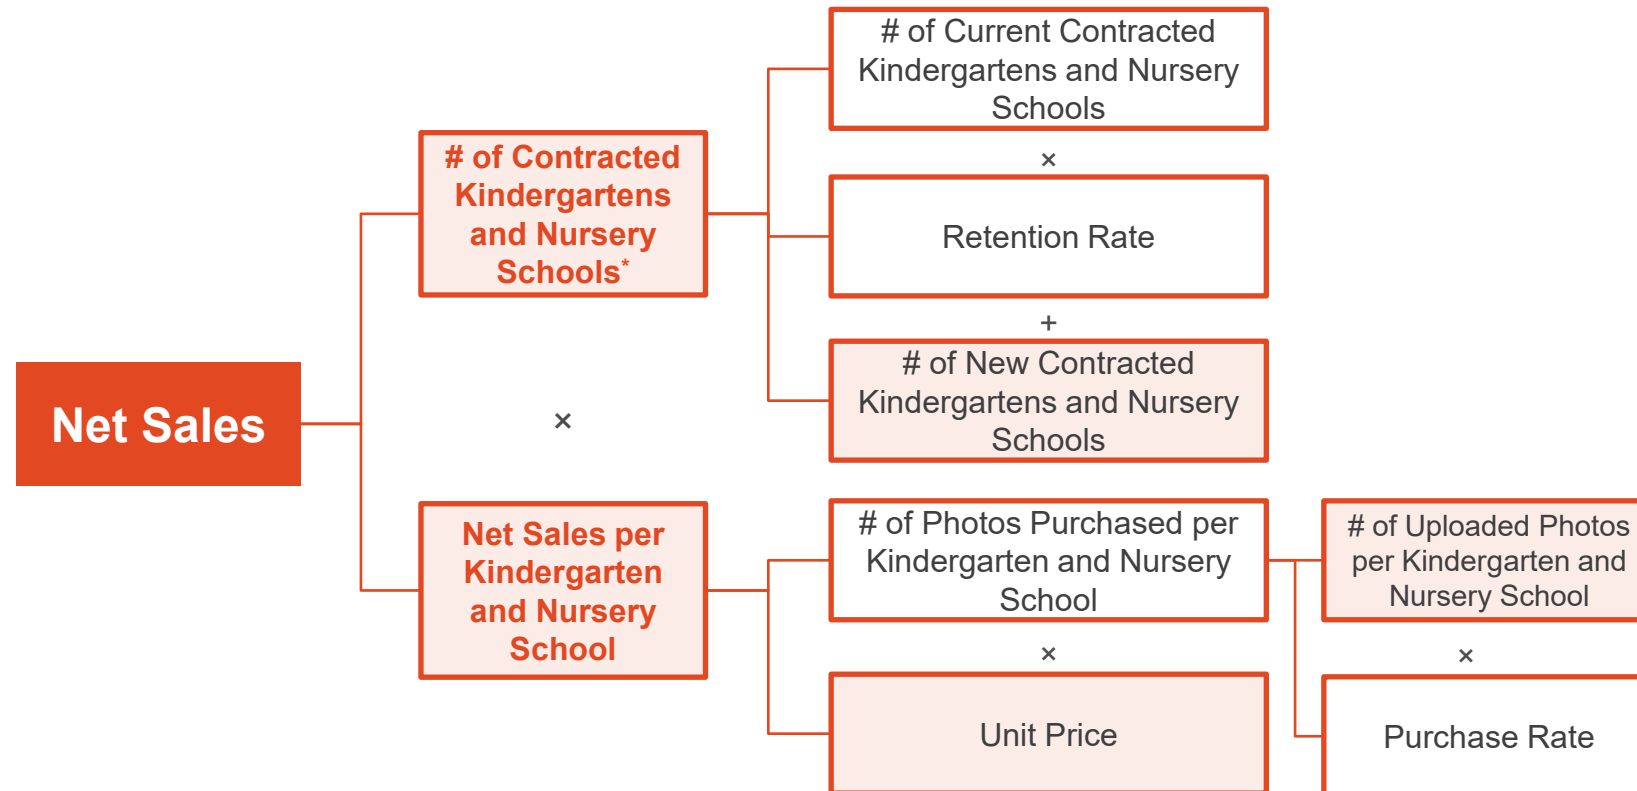 # of Current Contracted
Kindergartens and Nursery
Schools
×
# of Contracted
Kindergartens
and Nursery
Schools*
Retention Rate
+
# of New Contracted
Kindergartens and Nursery
Schools
Net Sales
×
Net Sales per
Kindergarten
and Nursery
School
# of Photos Purchased per
Kindergarten and Nursery
School
# of Uploaded Photos
per Kindergarten and
Nursery School
×
×
Unit Price
Purchase Rate